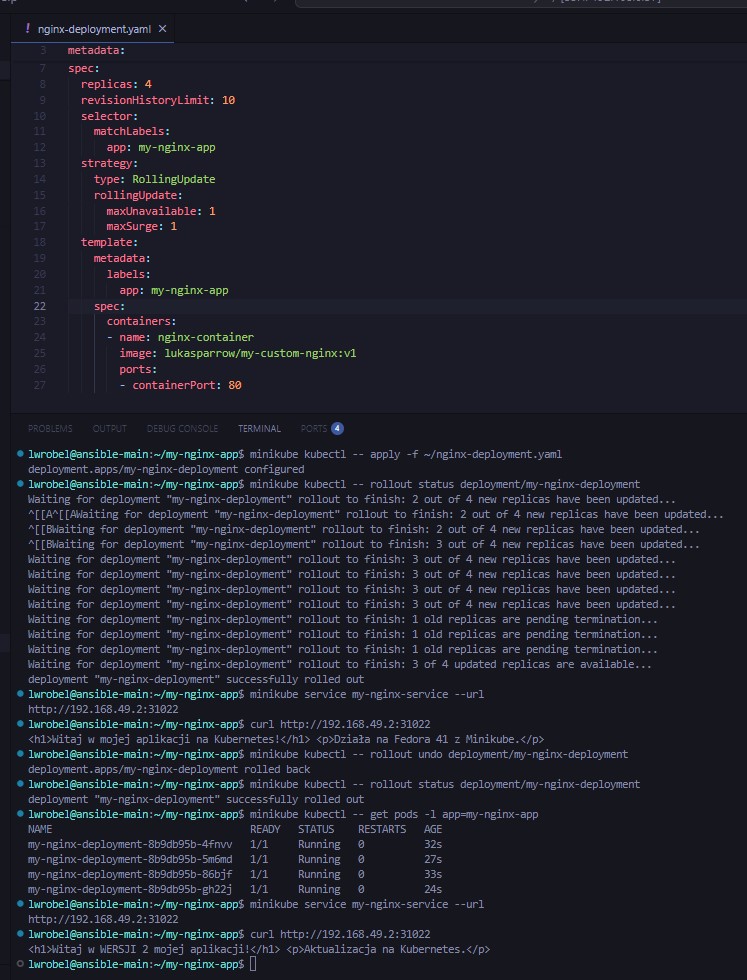 ! nginx-deployment.yaml ×
3 metadata:
7 spec:
8 replicas: 4
9 revisionHistoryLimit: 10
10 selector:
11 matchLabels:
12 app: my-nginx-app
13 strategy:
14 type: RollingUpdate
15 rollingUpdate:
16 maxUnavailable: 1
17 maxSurge: 1
18 template:
19 metadata:
20 labels:
21 app: my-nginx-app
22 spec:
23 containers:
24 - name: nginx-container
25 image: lukasparrow/my-custom-nginx:v1
26 ports:
27 - containerPort: 80
PROBLEMS OUTPUT DEBUG CONSOLE TERMINAL PORTS 4
lwrobel@ansible-main:~/my-nginx-app$ minikube kubectl -- apply -f ~/nginx-deployment.yaml
deployment.apps/my-nginx-deployment configured
lwrobel@ansible-main:~/my-nginx-app$ minikube kubectl -- rollout status deployment/my-nginx-deployment
Waiting for deployment "my-nginx-deployment" rollout to finish: 2 out of 4 new replicas have been updated...
^[[A^[[AWaiting for deployment "my-nginx-deployment" rollout to finish: 2 out of 4 new replicas have been updated...
^[[BWaiting for deployment "my-nginx-deployment" rollout to finish: 2 out of 4 new replicas have been updated...
^[[BWaiting for deployment "my-nginx-deployment" rollout to finish: 3 out of 4 new replicas have been updated...
Waiting for deployment "my-nginx-deployment" rollout to finish: 3 out of 4 new replicas have been updated...
Waiting for deployment "my-nginx-deployment" rollout to finish: 3 out of 4 new replicas have been updated...
Waiting for deployment "my-nginx-deployment" rollout to finish: 3 out of 4 new replicas have been updated...
Waiting for deployment "my-nginx-deployment" rollout to finish: 3 out of 4 new replicas have been updated...
Waiting for deployment "my-nginx-deployment" rollout to finish: 1 old replicas are pending termination...
Waiting for deployment "my-nginx-deployment" rollout to finish: 1 old replicas are pending termination...
Waiting for deployment "my-nginx-deployment" rollout to finish: 1 old replicas are pending termination...
Waiting for deployment "my-nginx-deployment" rollout to finish: 3 of 4 updated replicas are available...
deployment "my-nginx-deployment" successfully rolled out
lwrobel@ansible-main:~/my-nginx-app$ minikube service my-nginx-service --url
http://192.168.49.2:31022
lwrobel@ansible-main:~/my-nginx-app$ curl http://192.168.49.2:31022
<h1>Witaj w mojej aplikacji na Kubernetes!</h1> <p>Działa na Fedora 41 z Minikube.</p>
lwrobel@ansible-main:~/my-nginx-app$ minikube kubectl -- rollout undo deployment/my-nginx-deployment
deployment.apps/my-nginx-deployment rolled back
lwrobel@ansible-main:~/my-nginx-app$ minikube kubectl -- rollout status deployment/my-nginx-deployment
deployment "my-nginx-deployment" successfully rolled out
lwrobel@ansible-main:~/my-nginx-app$ minikube kubectl -- get pods -l app=my-nginx-app
NAME READY STATUS RESTARTS AGE
my-nginx-deployment-8b9db95b-4fnvv 1/1 Running 0 32s
my-nginx-deployment-8b9db95b-5m6md 1/1 Running 0 27s
my-nginx-deployment-8b9db95b-86bjf 1/1 Running 0 33s
my-nginx-deployment-8b9db95b-gh22j 1/1 Running 0 24s
lwrobel@ansible-main:~/my-nginx-app$ minikube service my-nginx-service --url
http://192.168.49.2:31022
lwrobel@ansible-main:~/my-nginx-app$ curl http://192.168.49.2:31022
<h1>Witaj w WERSJI 2 mojej aplikacji!</h1> <p>Aktualizacja na Kubernetes.</p>
lwrobel@ansible-main:~/my-nginx-app$